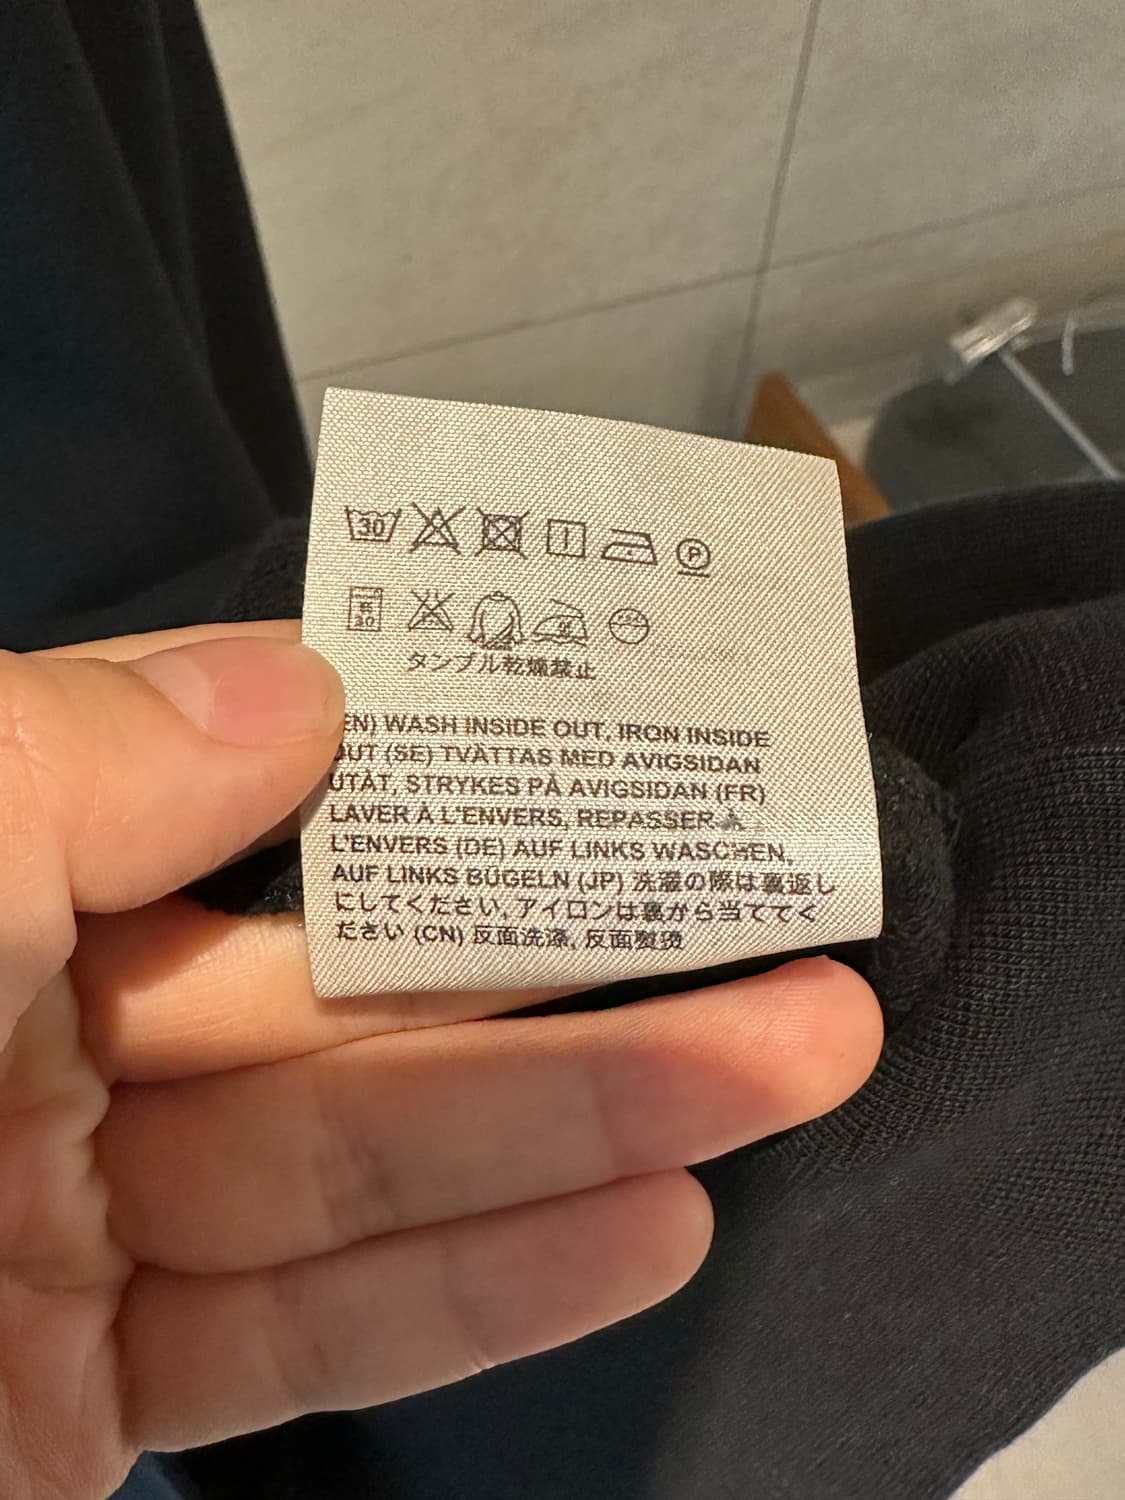 30
P
30
タンブル乾燥禁止
EN) WASH INSIDE OUT, IRON INSIDE
OUT (SE) TVÄTTAS MED AVIGSIDAN
UTÅT, STRYKES PÅ AVIGSIDAN (FR)
LAVER À L'ENVERS, REPASSER À
L'ENVERS (DE) AUF LINKS WASCHEN,
AUF LINKS BÜGELN (JP) 洗濯の際は裏返し
にしてください, アイロンは裏から当ててく
ださい (CN) 反面洗涤, 反面熨烫